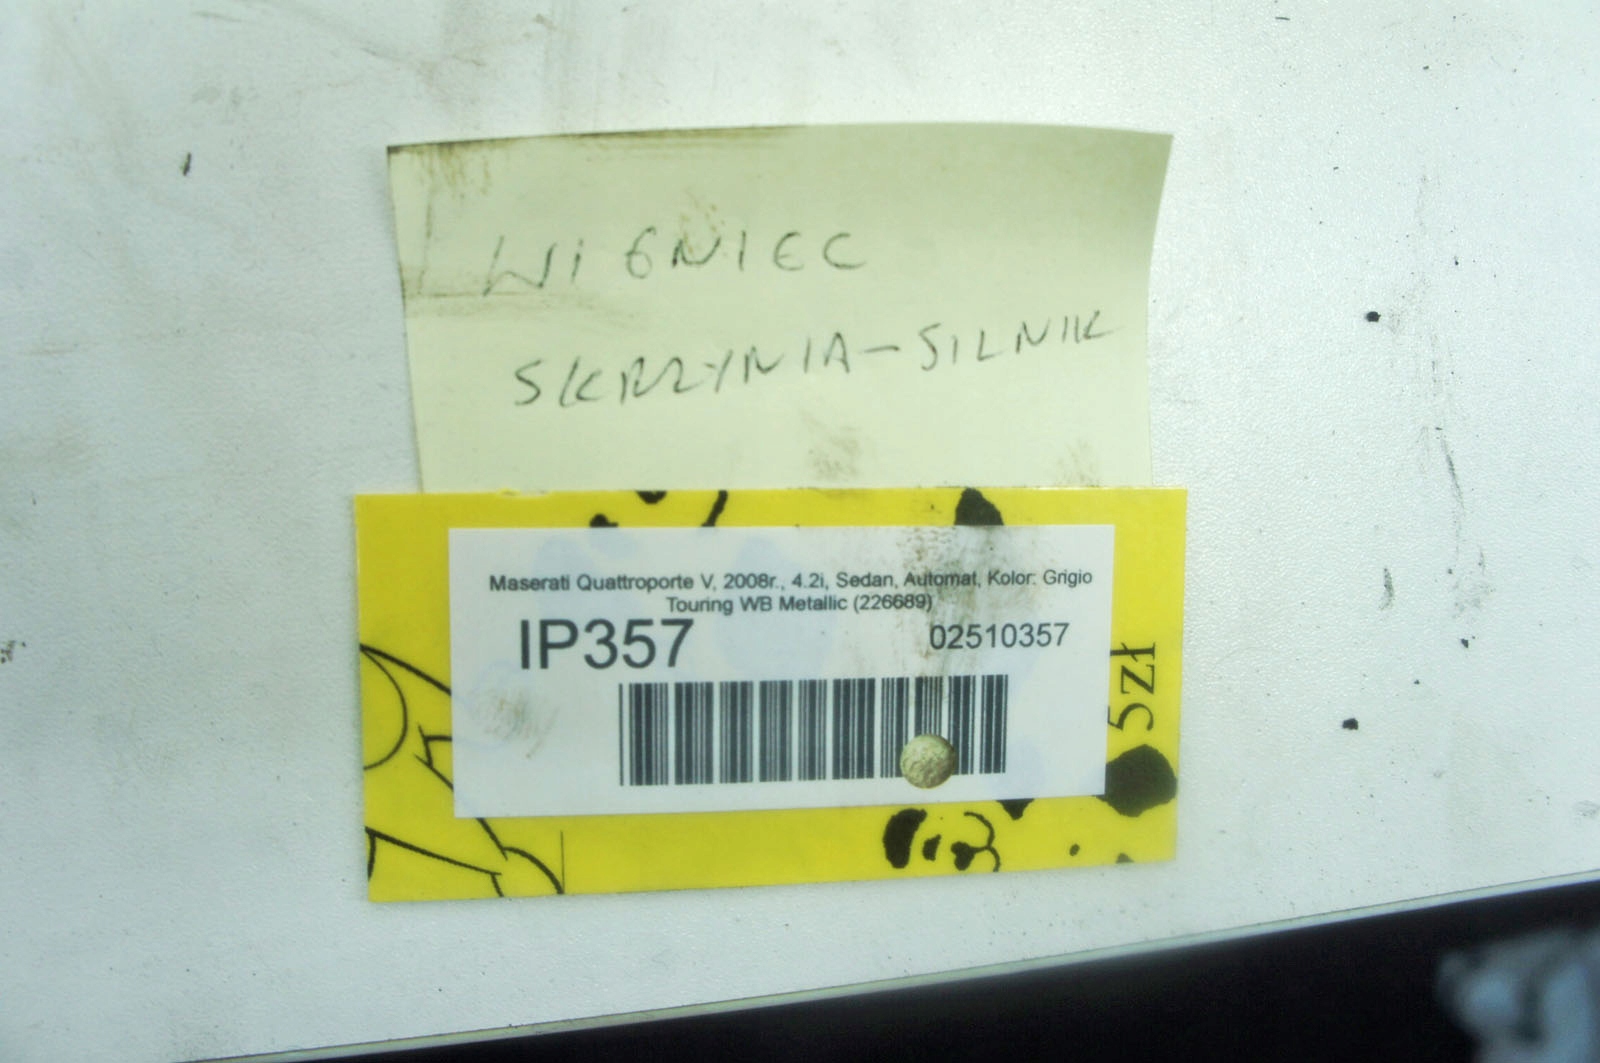 WIENIEC
SKRZYNIA-SILNIK
Maserati Quattroporte V, 2008r., 4.2i, Sedan, Automat, Kolor: Grigio
Touring WB Metallic (226689)
IP357
02510357
5zł